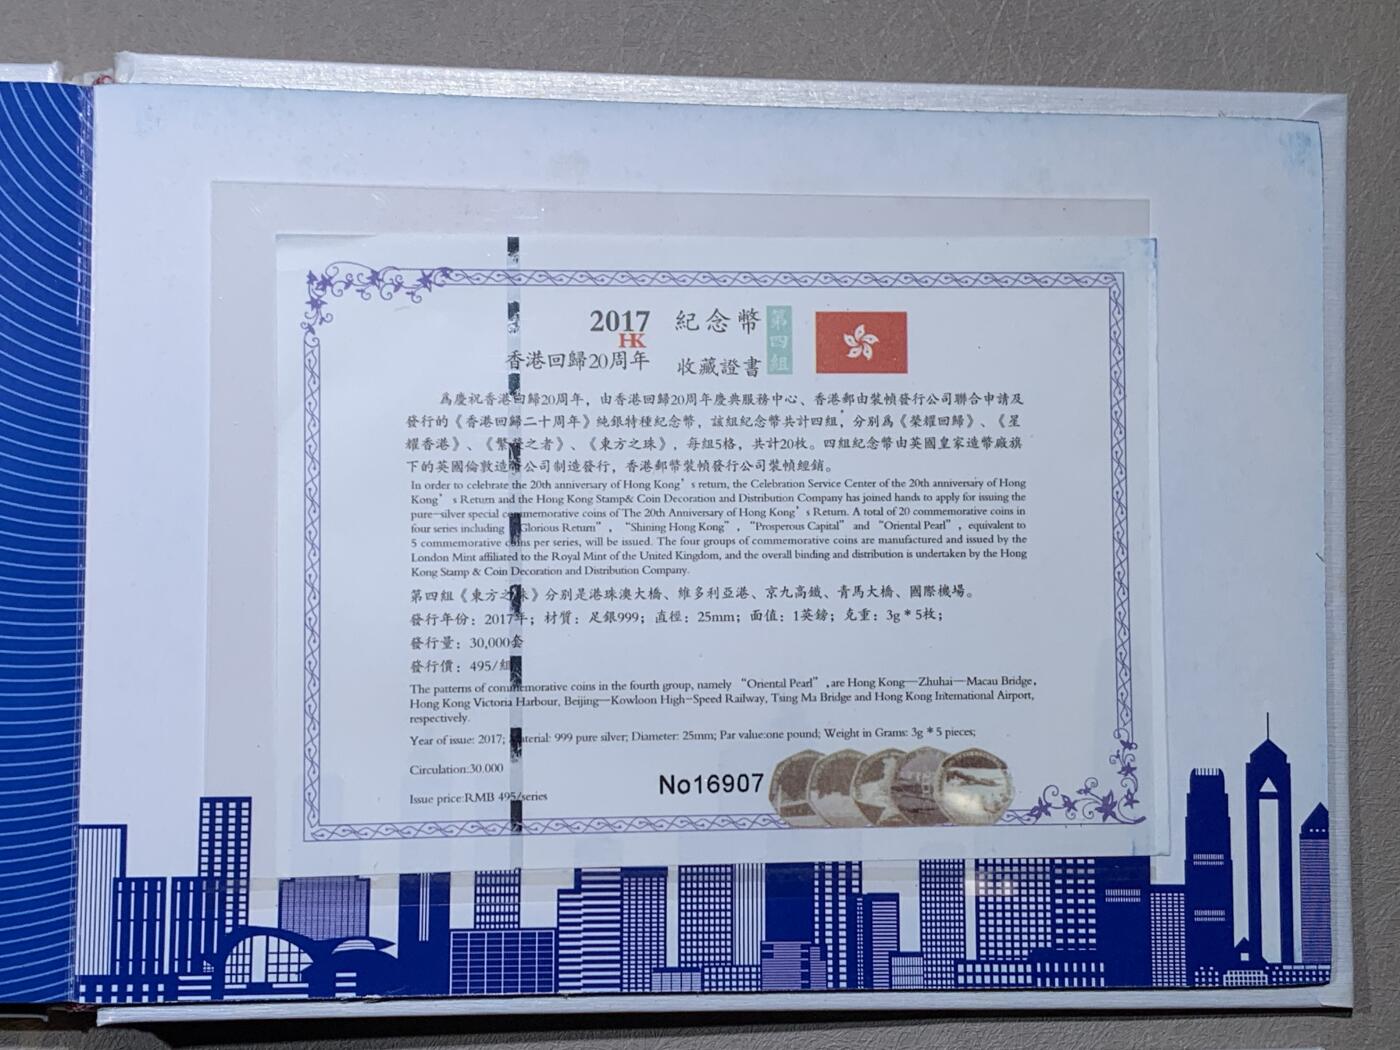 2017 紀念幣 第四組
HK
香港回歸20周年 收藏證書
為慶祝香港回歸20周年，由香港回歸20周年慶典服務中心、香港郵由裝幀發行公司聯合申請及
發行的《香港回歸二十周年》純銀特種紀念幣，該組紀念幣共計四組，分別為《榮耀回歸》、《星
耀香港》、《繁 之者》、《東方之珠》，每組5格，共計20枚。四組紀念幣由英國皇家造幣廠旗
下的英國倫敦造幣公司制造發行，香港郵幣裝幀發行公司裝幀經銷。
In order to celebrate the 20th anniversary of Hong Kong's return, the Celebration Service Center of the 20th anniversary of Hong
Kong's Return and the Hong Kong Stamp& Coin Decoration and Distribution Company has joined hands to apply for issuing the
pure-silver special commemorative coins of The 20th Anniversary of Hong Kong's Return. A total of 20 commemorative coins in
four series including "Glorious Return", "Shining Hong Kong", "Prosperous Capital" and "Oriental Pearl", equivalent to
5 commemorative coins per series, will be issued. The four groups of commemorative coins are manufactured and issued by the
London Mint affiliated to the Royal Mint of the United Kingdom, and the overall binding and distribution is undertaken by the Hong
Kong Stamp & Coin Decoration and Distribution Company.
第四組《東方之珠》分別是港珠澳大橋、維多利亞港、京九高鐵、青馬大橋、國際機場。
發行年份：2017年；材質：足銀999；直徑：25mm；面值：1英鎊；克重：3g＊5枚；
發行量：30,000套
發行價：495/組
The patterns of commemorative coins in the fourth group, namely "Oriental Pearl",are Hong Kong—Zhuhai—Macau Bridge,
Hong Kong Victoria Harbour, Beijing—Kowloon High-Speed Railway, Tsing Ma Bridge and Hong Kong International Airport,
respectively.
Year of issue: 2017; Material: 999 pure silver; Diameter: 25mm; Par value:one pound; Weight in Grams: 3g * 5 pieces;
Circulation:30.000
No16907
Issue price:RMB 495/series